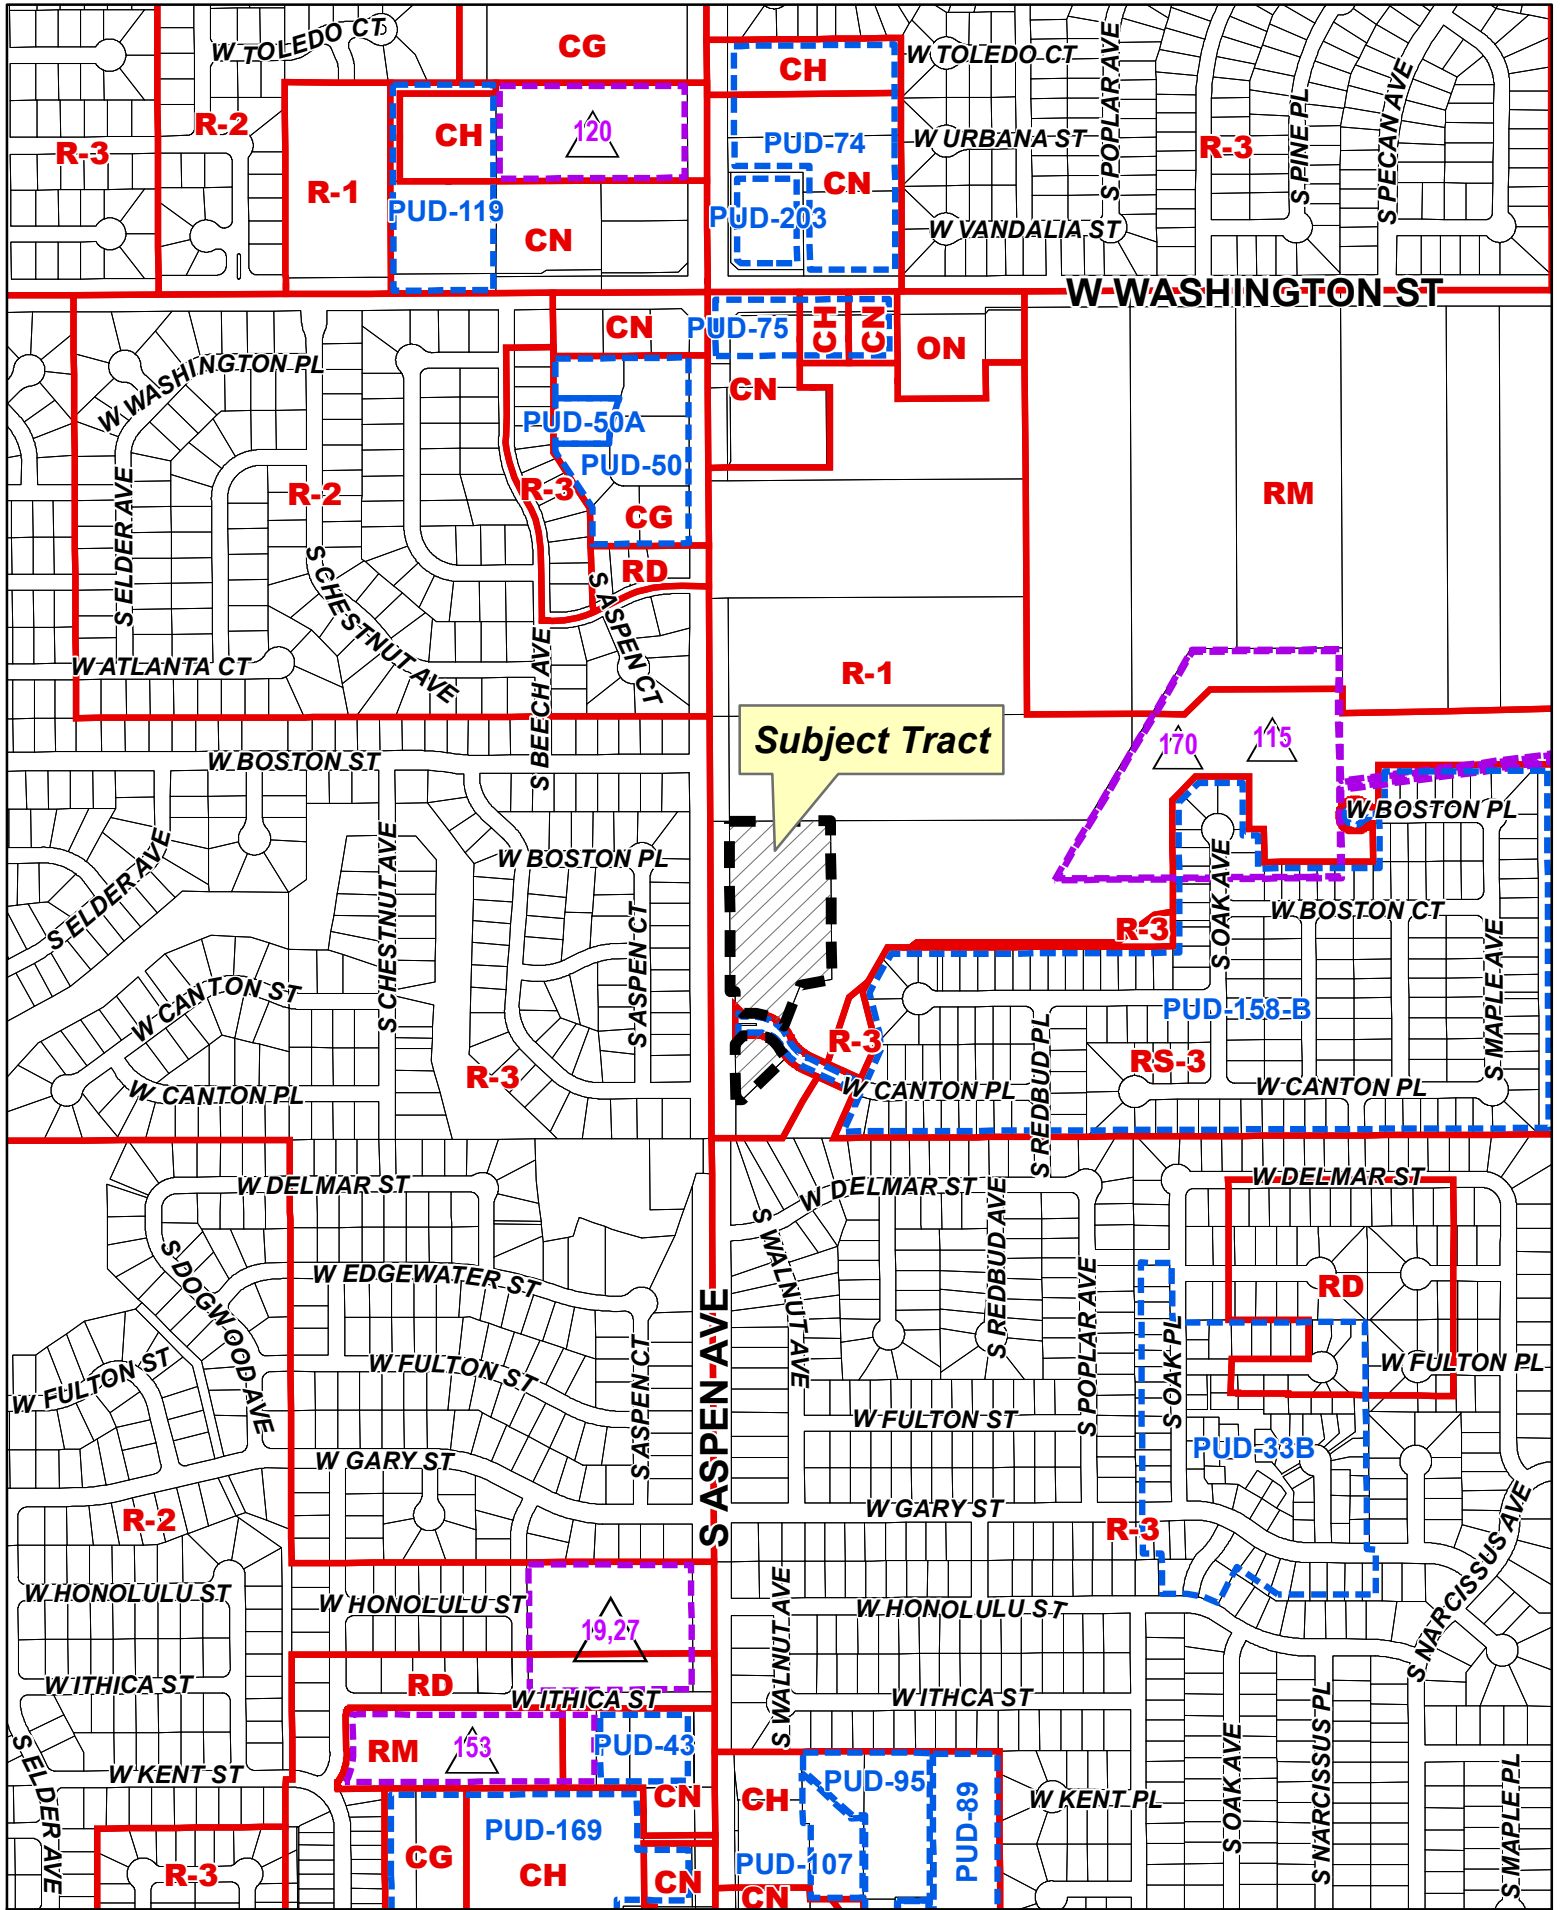 W TOLEDO CT
CG
W TOLEDO CT
CH
S POPLAR AVE
R-2
CH
120
PUD-74
W URBANA ST
R-3
S PINE PL
S PECAN AVE
R-3
R-1
PUD-119
CN
PUD-203
CN
W VANDALIA ST
W WASHINGTON ST
CN
PUD-75
CH
CN
ON
W WASHINGTON PL
CN
PUD-50A
PUD-50
R-2
R-3
CG
RM
S ELDER AVE
S CHESTNUT AVE
RD
S ASPEN CT
W ATLANTA CT
S BEECH AVE
R-1
Subject Tract
170
115
W BOSTON ST
W BOSTON PL
S ELDER AVE
S CHESTNUT AVE
W BOSTON PL
S OAK AVE
W BOSTON CT
R-3
S ASPEN CT
S MAPLE AVE
W CANTON ST
PUD-158-B
R-3
S REDBUD PL
RS-3
R-3
W CANTON PL
W CANTON PL
W CANTON PL
W DELMAR ST
W DELMAR ST
W DELMAR ST
S DOGWOOD AVE
S WALNUT AVE
S REDBUD AVE
W EDGEWATER ST
S POPLAR AVE
RD
S ASPEN AVE
S OAK PL
W FULTON ST
W FULTON ST
S ASPEN CT
W FULTON PL
W FULTON ST
PUD-33B
W GARY ST
W GARY ST
R-2
R-3
S NARCISSUS AVE
W HONOLULU ST
W HONOLULU ST
19,27
S WALNUT AVE
W HONOLULU ST
W ITHICA ST
RD
W ITHICA ST
W ITHCA ST
S ELDER AVE
RM
153
PUD-43
S OAK AVE
S NARCISSUS PL
S MAPLE PL
W KENT ST
CN
CH
PUD-95
PUD-89
W KENT PL
PUD-169
CG
CH
R-3
CN
PUD-107
CN